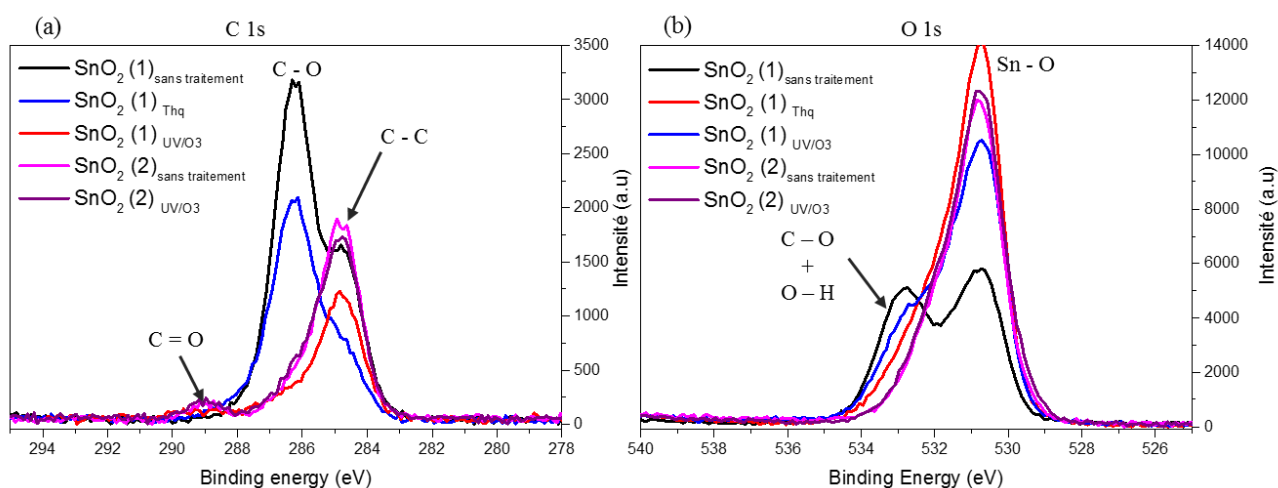 (a)
C 1s
SnO₂ (1) sans traitement
SnO₂ (1) Thq
SnO₂ (1) UV/O3
SnO₂ (2) sans traitement
SnO₂ (2) UV/O3
C - O
C - C
C = O
3500
3000
2500
2000
1500
1000
500
0
Intensité (a.u)
294 292 290 288 286 284 282 280 278
Binding energy (eV)
(b)
O 1s
SnO₂ (1) sans traitement
SnO₂ (1) Thq
SnO₂ (1) UV/O3
SnO₂ (2) sans traitement
SnO₂ (2) UV/O3
Sn - O
C – O
+
O – H
14000
12000
10000
8000
6000
4000
2000
0
Intensité (a.u)
540 538 536 534 532 530 528 526
Binding Energy (eV)